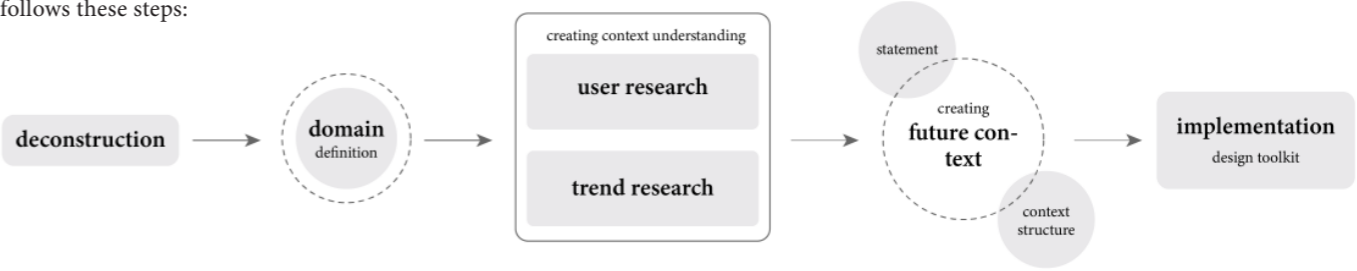 follows these steps:
deconstruction
domain
definition
creating context understanding
user research
trend research
statement
creating
future con-
text
context
structure
implementation
design toolkit